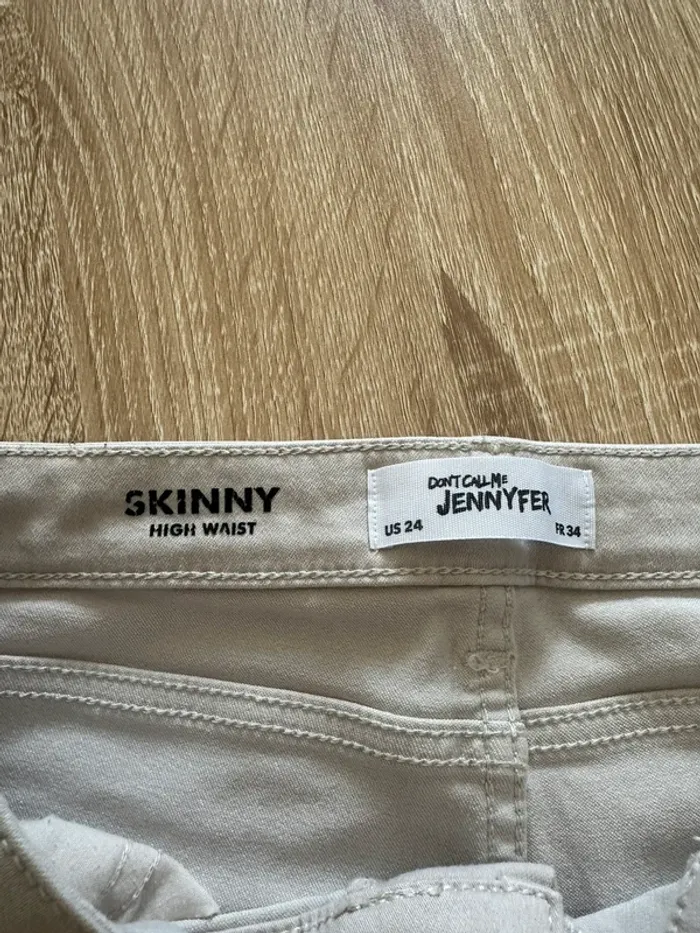 SKINNY
HIGH WAIST
DON'T CALL ME
JENNYFER
US 24
FR 34